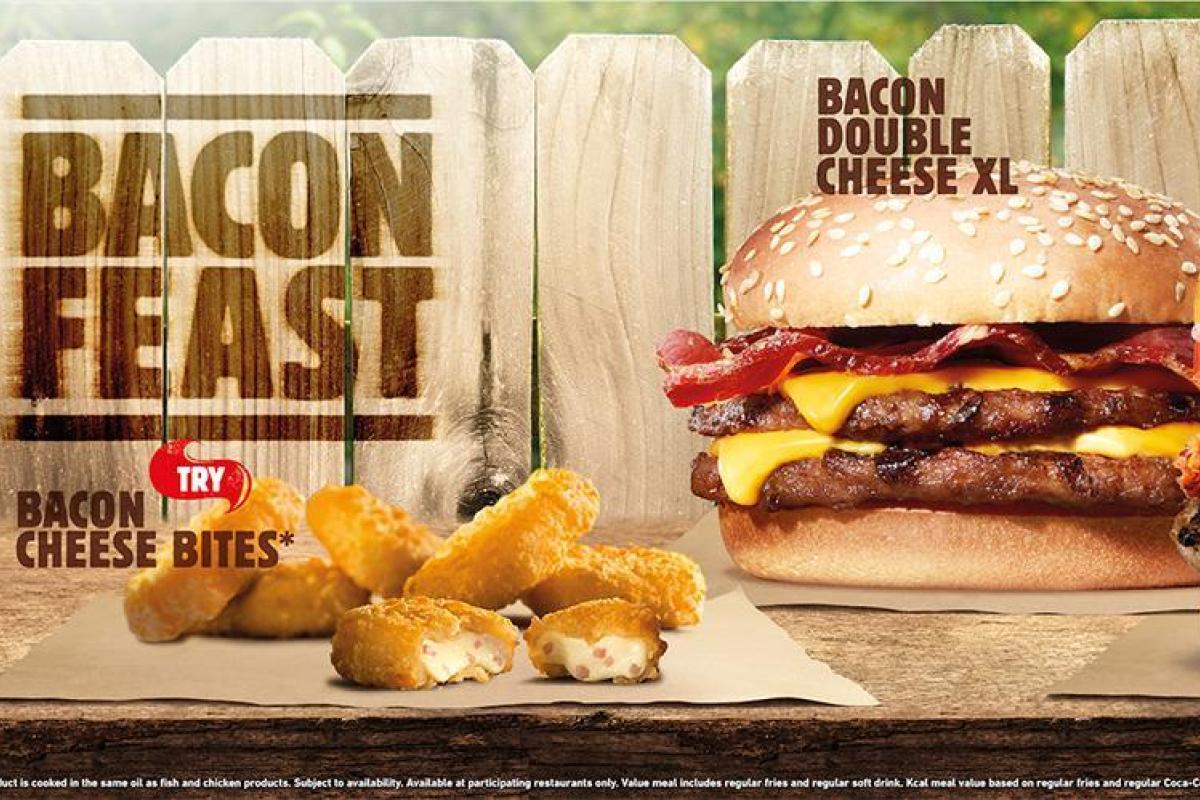 BACON
FEAST
TRY
BACON
CHEESE BITES*
BACON
DOUBLE
CHEESE XL
is cooked in the same oil as fish and chicken products. Subject to availability. Available at participating restaurants only. Value meal includes regular fries and regular soft drink. Kcal meal value based on regular fries and regular